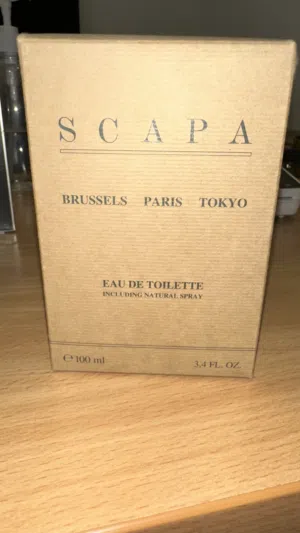 SCAPA
BRUSSELS PARIS TOKYO
EAU DE TOILETTE
INCLUDING NATURAL SPRAY
℮ 100 ml 3.4 FL. OZ.